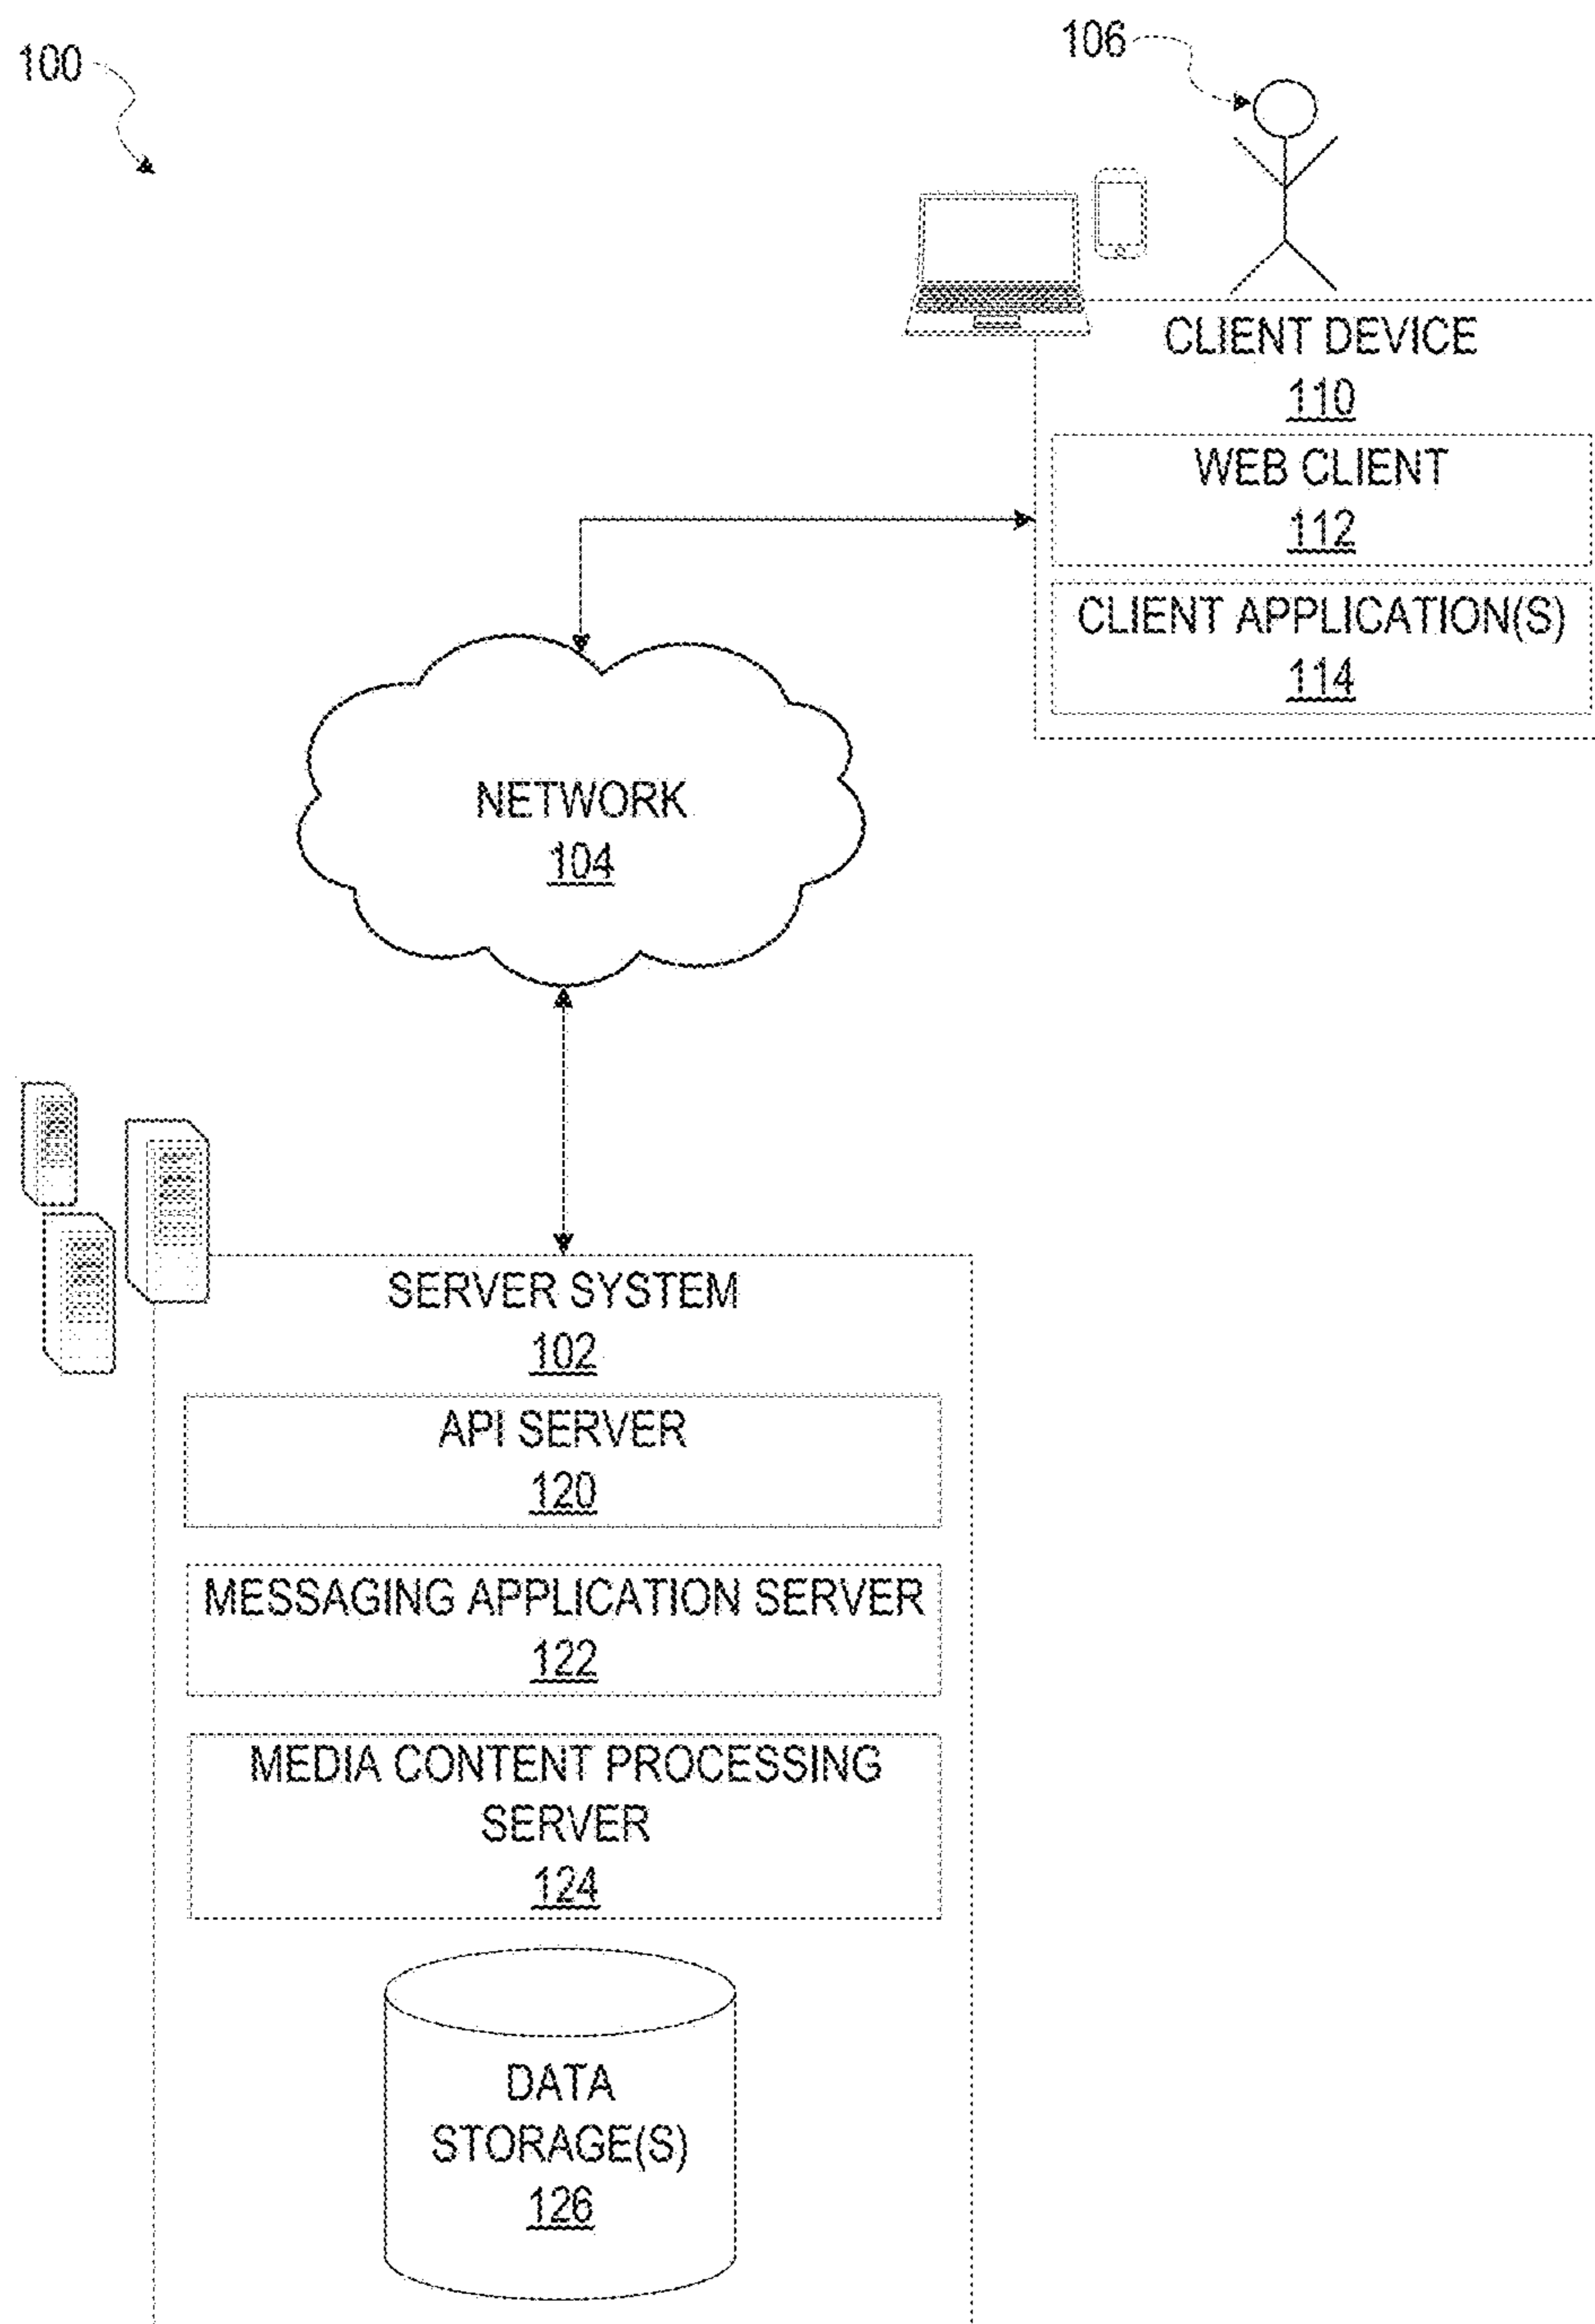 100
106
CLIENT DEVICE
110
WEB CLIENT
112
CLIENT APPLICATION(S)
114
NETWORK
104
SERVER SYSTEM
102
API SERVER
120
MESSAGING APPLICATION SERVER
122
MEDIA CONTENT PROCESSING
SERVER
124
DATA
STORAGE(S)
126